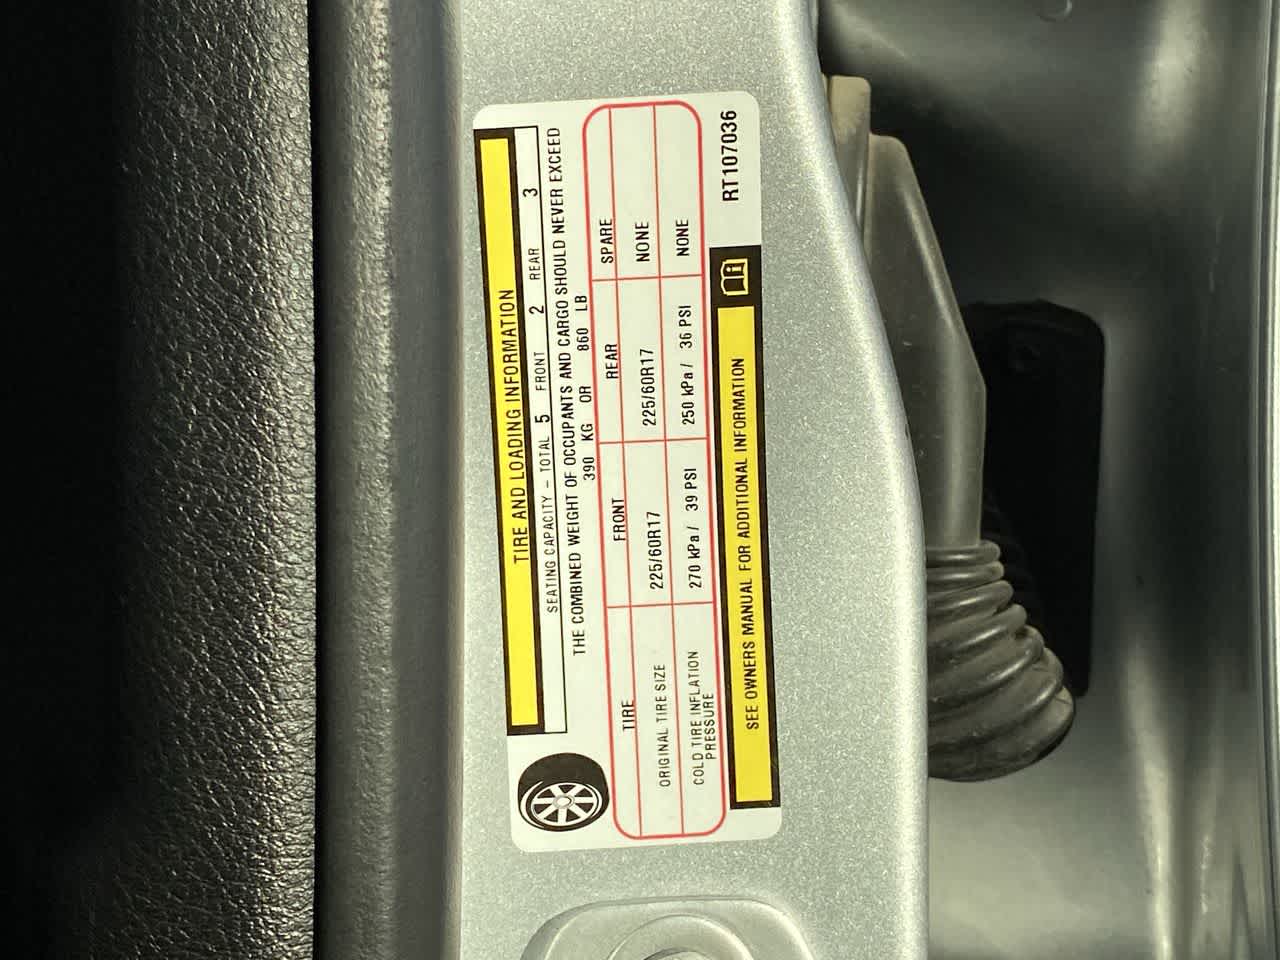 TIRE AND LOADING INFORMATION
SEATING CAPACITY – TOTAL 5 FRONT 2 REAR 3
THE COMBINED WEIGHT OF OCCUPANTS AND CARGO SHOULD NEVER EXCEED
390 KG OR 860 LB
TIRE FRONT REAR SPARE
ORIGINAL TIRE SIZE 225/60R17 225/60R17 NONE
COLD TIRE INFLATION PRESSURE 270 kPa / 39 PSI 250 kPa / 36 PSI NONE
SEE OWNERS MANUAL FOR ADDITIONAL INFORMATION
RT107036